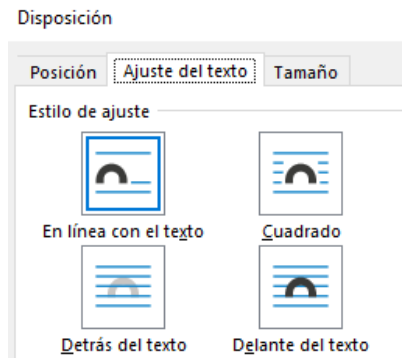 Disposición
Posición Ajuste del texto Tamaño
Estilo de ajuste
En línea con el texto Cuadrado
Detrás del texto Delante del texto